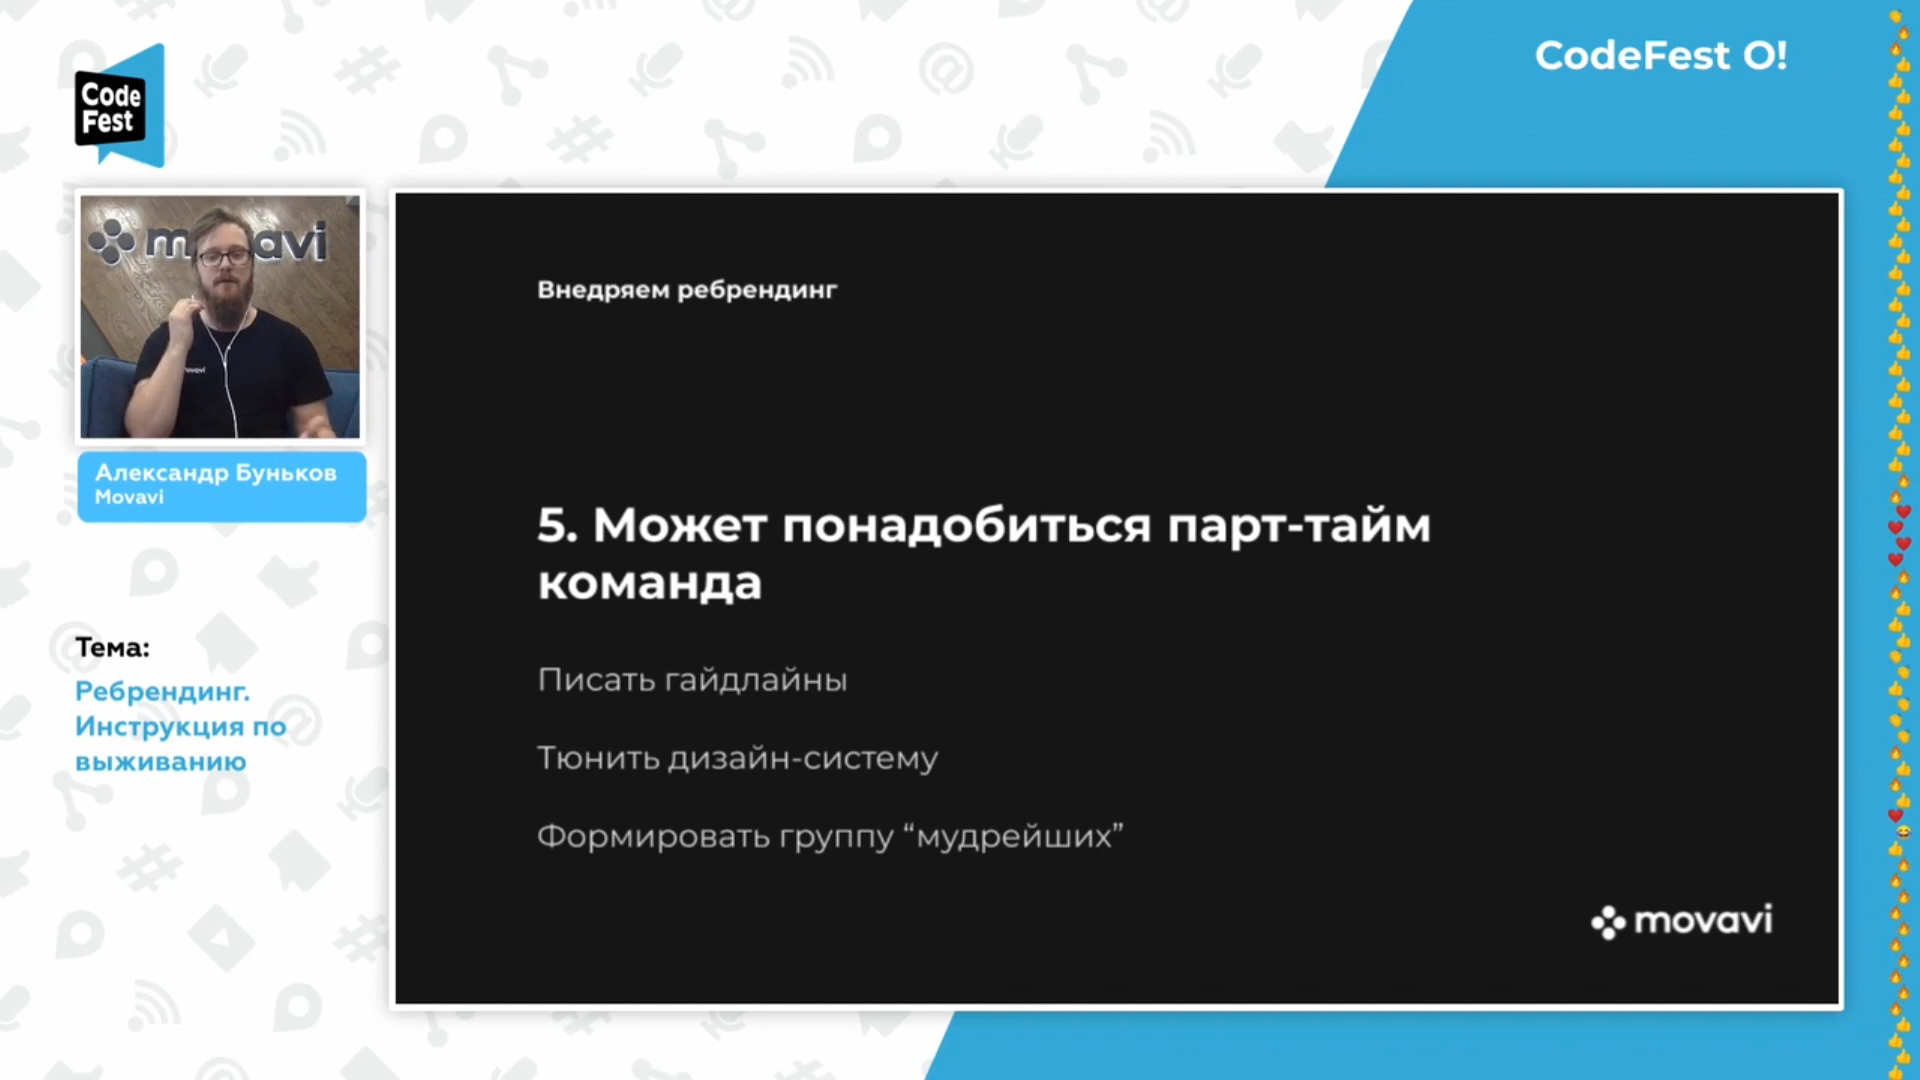 Code
Fest
CodeFest O!
movavi
Александр Буньков
Movavi
Тема:
Ребрендинг.
Инструкция по
выживанию
Внедряем ребрендинг
5. Может понадобиться парт-тайм
команда
Писать гайдлайны
Тюнить дизайн-систему
Формировать группу “мудрейших”
movavi